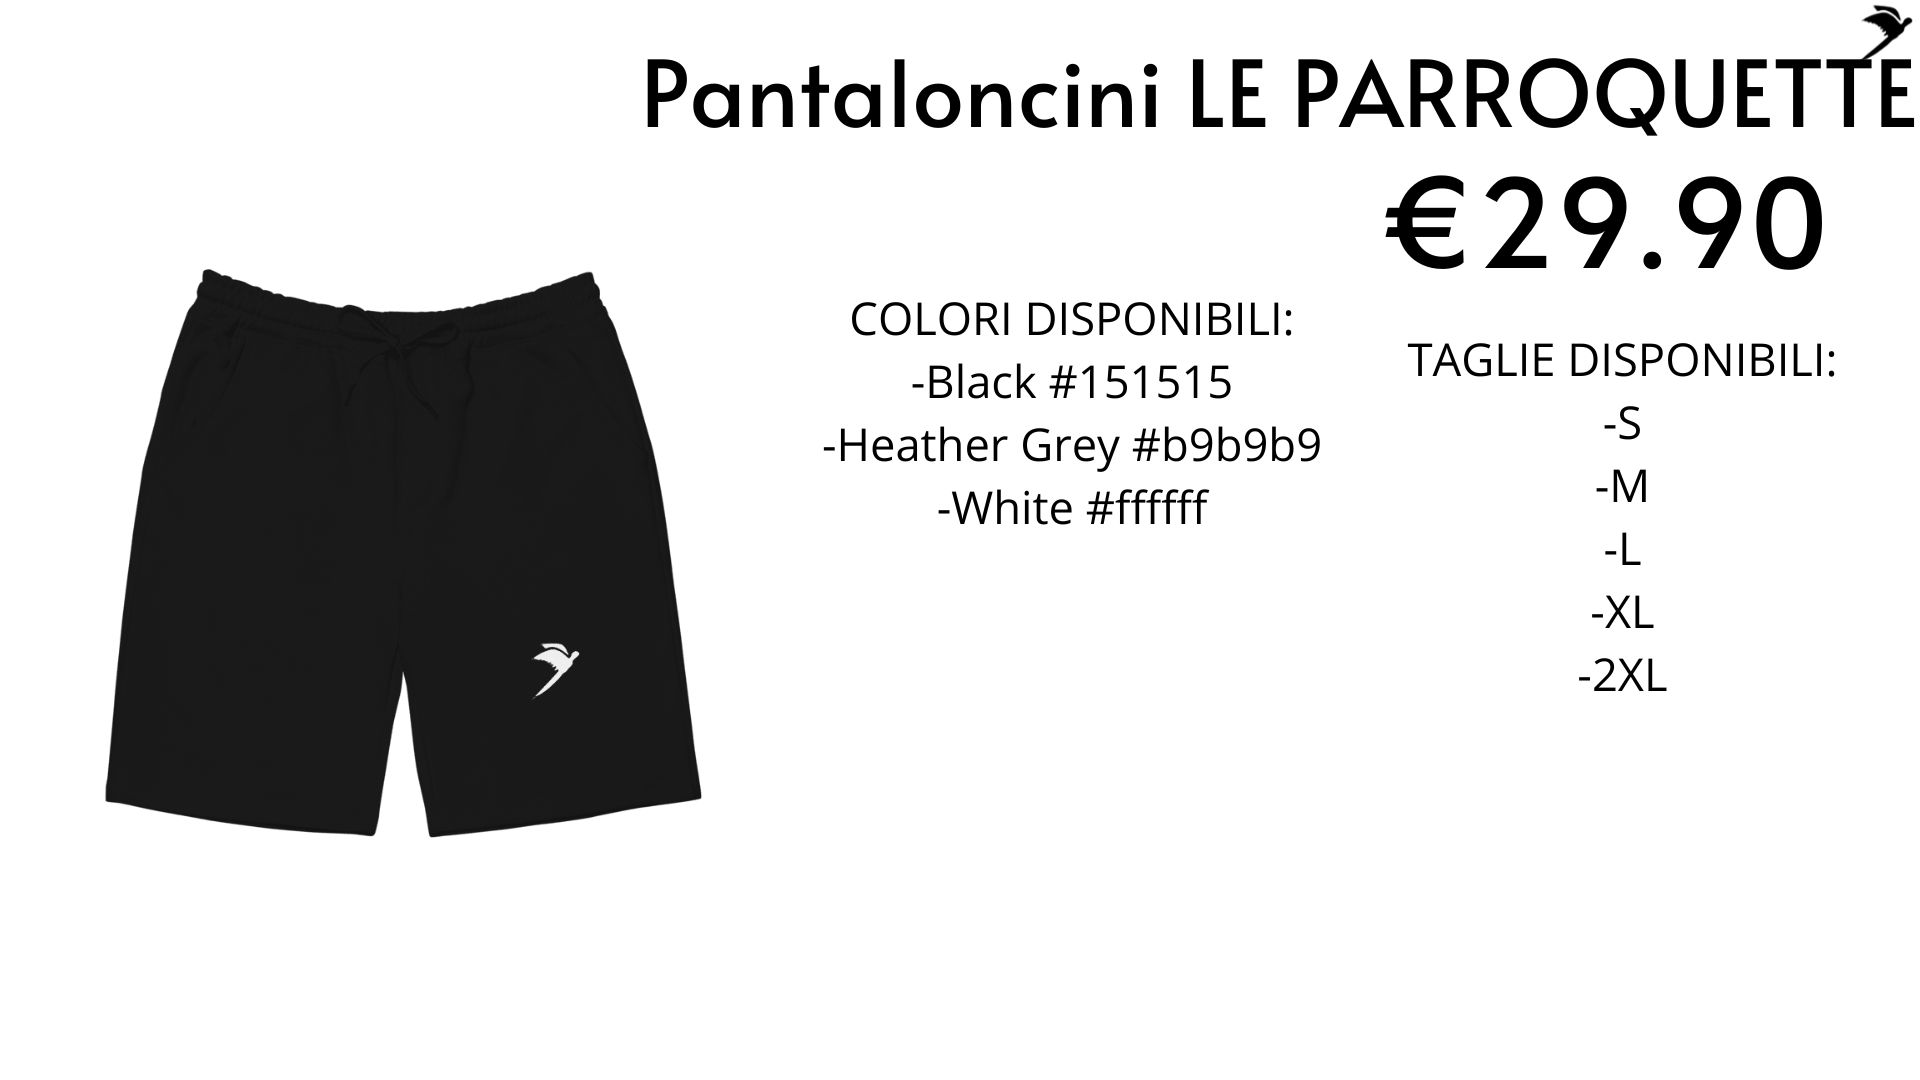 Pantaloncini LE PARROQUETTE
€29.90
COLORI DISPONIBILI:
-Black #151515
-Heather Grey #b9b9b9
-White #ffffff
TAGLIE DISPONIBILI:
-S
-M
-L
-XL
-2XL